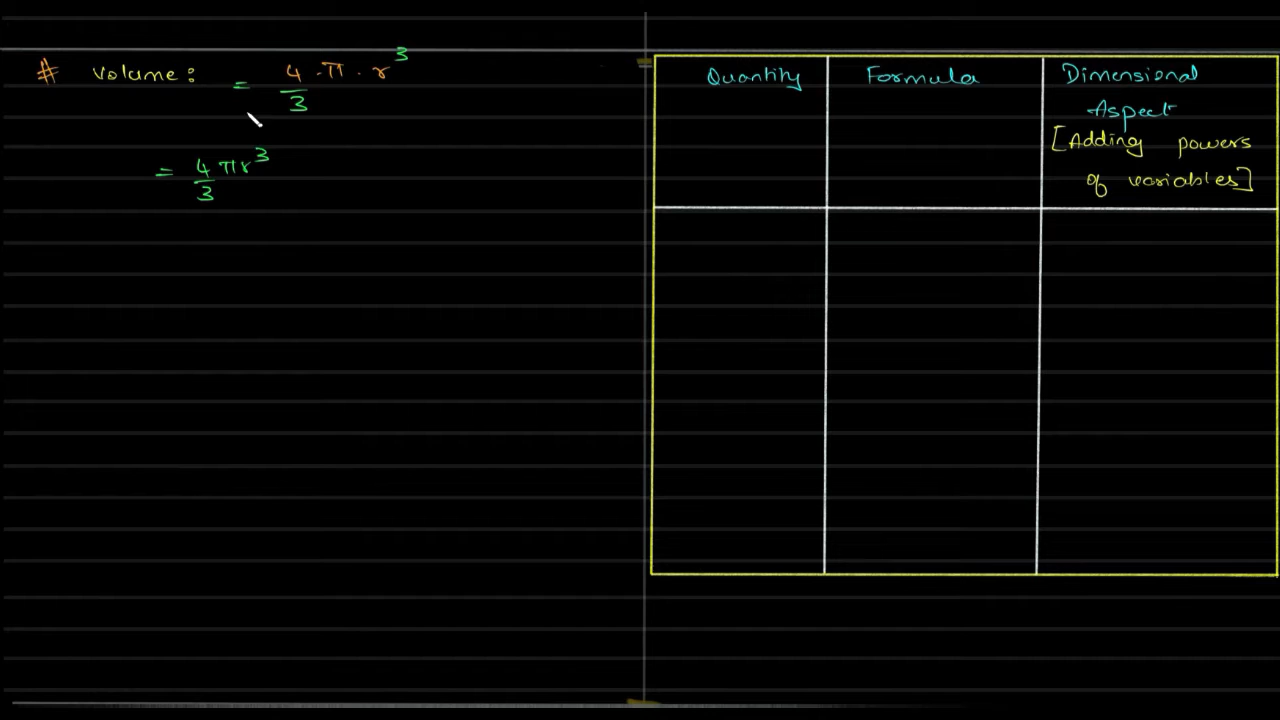 # Volume: = 4/3 · π · r³
= 4/3 πr³
Quantity
Formula
Dimensional
Aspect
[Adding powers
of variables]